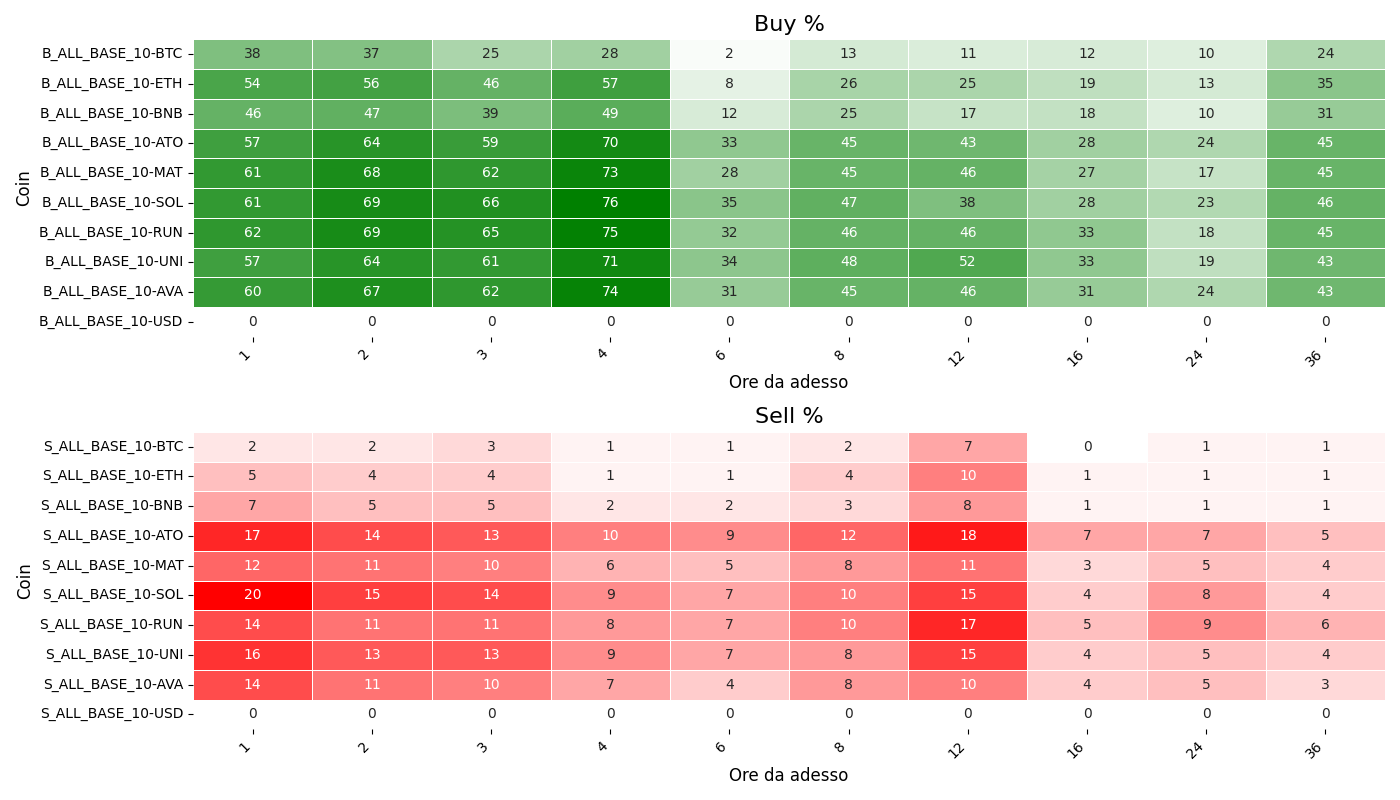 Buy %
Coin
B_ALL_BASE_10-BTC 38 37 25 28 2 13 11 12 10 24
B_ALL_BASE_10-ETH 54 56 46 57 8 26 25 19 13 35
B_ALL_BASE_10-BNB 46 47 39 49 12 25 17 18 10 31
B_ALL_BASE_10-ATO 57 64 59 70 33 45 43 28 24 45
B_ALL_BASE_10-MAT 61 68 62 73 28 45 46 27 17 45
B_ALL_BASE_10-SOL 61 69 66 76 35 47 38 28 23 46
B_ALL_BASE_10-RUN 62 69 65 75 32 46 46 33 18 45
B_ALL_BASE_10-UNI 57 64 61 71 34 48 52 33 19 43
B_ALL_BASE_10-AVA 60 67 62 74 31 45 46 31 24 43
B_ALL_BASE_10-USD 0 0 0 0 0 0 0 0 0 0
1 2 3 4 6 8 12 16 24 36
Ore da adesso
Sell %
Coin
S_ALL_BASE_10-BTC 2 2 3 1 1 2 7 0 1 1
S_ALL_BASE_10-ETH 5 4 4 1 1 4 10 1 1 1
S_ALL_BASE_10-BNB 7 5 5 2 2 3 8 1 1 1
S_ALL_BASE_10-ATO 17 14 13 10 9 12 18 7 7 5
S_ALL_BASE_10-MAT 12 11 10 6 5 8 11 3 5 4
S_ALL_BASE_10-SOL 20 15 14 9 7 10 15 4 8 4
S_ALL_BASE_10-RUN 14 11 11 8 7 10 17 5 9 6
S_ALL_BASE_10-UNI 16 13 13 9 7 8 15 4 5 4
S_ALL_BASE_10-AVA 14 11 10 7 4 8 10 4 5 3
S_ALL_BASE_10-USD 0 0 0 0 0 0 0 0 0 0
1 2 3 4 6 8 12 16 24 36
Ore da adesso